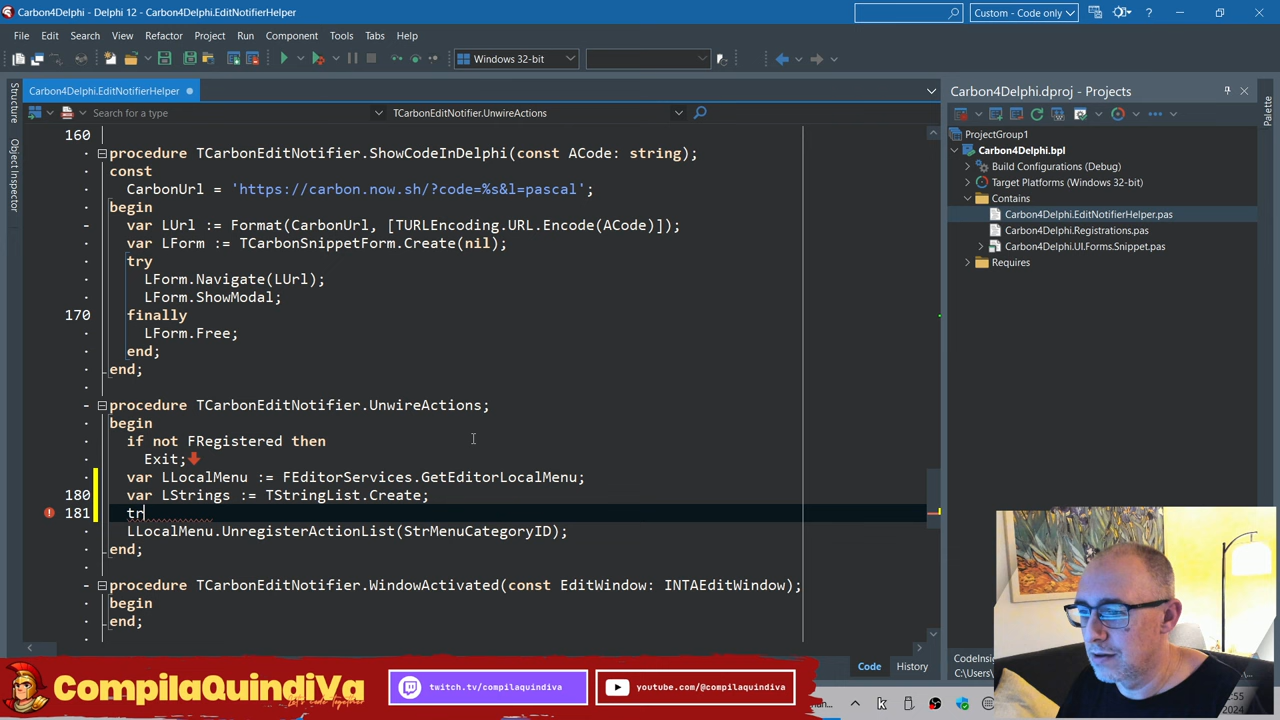 Carbon4Delphi - Delphi 12 - Carbon4Delphi.EditNotifierHelper
Custom - Code only
File Edit Search View Refactor Project Run Component Tools Tabs Help
Windows 32-bit
Structure
Object Inspector
Carbon4Delphi.EditNotifierHelper
Search for a type
TCarbonEditNotifier.UnwireActions
160
procedure TCarbonEditNotifier.ShowCodeInDelphi(const ACode: string);
const
CarbonUrl = 'https://carbon.now.sh/?code=%s&l=pascal';
begin
var LUrl := Format(CarbonUrl, [TURLEncoding.URL.Encode(ACode)]);
var LForm := TCarbonSnippetForm.Create(nil);
try
LForm.Navigate(LUrl);
LForm.ShowModal;
170 finally
LForm.Free;
end;
end;
procedure TCarbonEditNotifier.UnwireActions;
begin
if not FRegistered then
Exit;
var LLocalMenu := FEditorServices.GetEditorLocalMenu;
180 var LStrings := TStringList.Create;
181 tr
LLocalMenu.UnregisterActionList(StrMenuCategoryID);
end;
procedure TCarbonEditNotifier.WindowActivated(const EditWindow: INTAEditWindow);
begin
end;
Code History
Carbon4Delphi.dproj - Projects
ProjectGroup1
Carbon4Delphi.bpl
Build Configurations (Debug)
Target Platforms (Windows 32-bit)
Contains
Carbon4Delphi.EditNotifierHelper.pas
Carbon4Delphi.Registrations.pas
Carbon4Delphi.UI.Forms.Snippet.pas
Requires
Palette
CompilaQuindiVa
Let's code Together
twitch.tv/compilaquindiva
youtube.com/@compilaquindiva